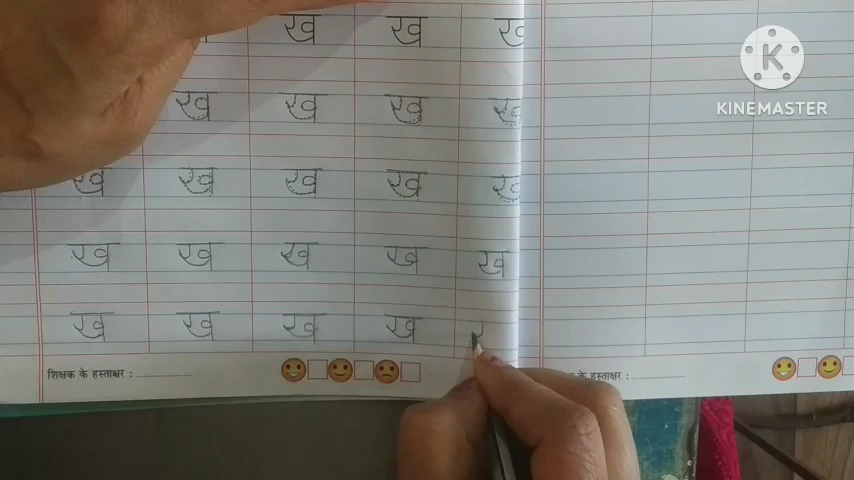 ख ख ख
ख ख ख ख
ख ख ख ख ख
ख ख ख ख ख
ख ख ख ख
शिक्षक के हस्ताक्षर :
के हस्ताक्षर :
K
KINEMASTER